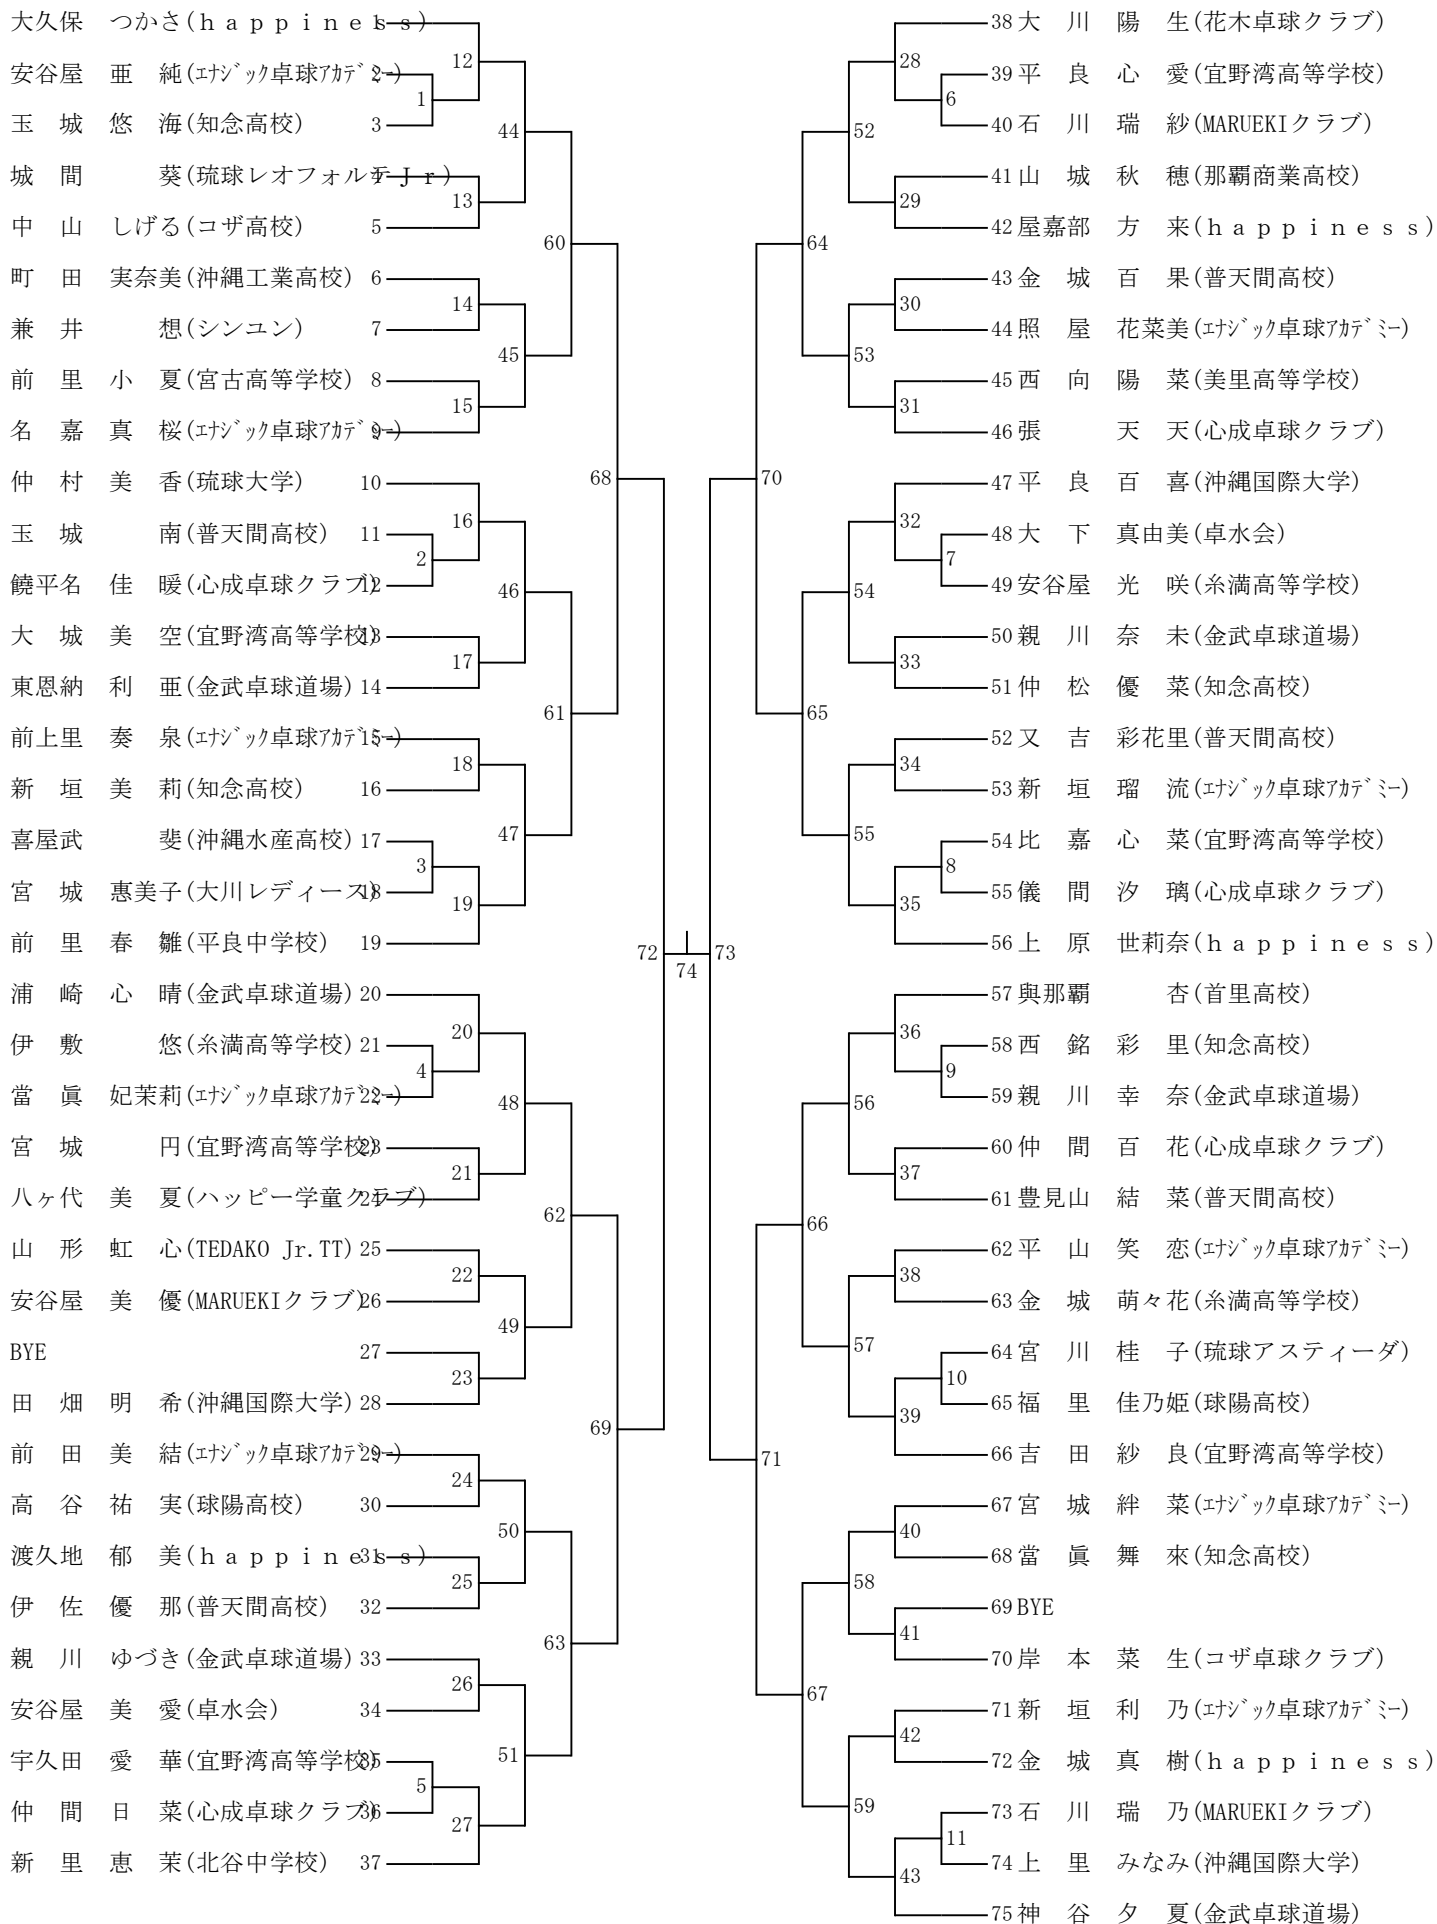 大久保　つかさ(ｈａｐｐｉｎｅｓｓ) 1
安谷屋　亜　純(ｴﾅｼﾞｯｸ卓球ｱｶﾃﾞﾐｰ) 2
玉　城　悠　海(知念高校) 3
城　間　　　葵(琉球レオフォルテＪｒ) 4
中　山　しげる(コザ高校) 5
町　田　実奈美(沖縄工業高校) 6
兼　井　　　想(シンユン) 7
前　里　小　夏(宮古高等学校) 8
名　嘉　真　桜(ｴﾅｼﾞｯｸ卓球ｱｶﾃﾞﾐｰ) 9
仲　村　美　香(琉球大学) 10
玉　城　　　南(普天間高校) 11
饒平名　佳　暖(心成卓球クラブ) 12
大　城　美　空(宜野湾高等学校) 13
東恩納　利　亜(金武卓球道場) 14
前上里　奏　泉(ｴﾅｼﾞｯｸ卓球ｱｶﾃﾞﾐｰ) 15
新　垣　美　莉(知念高校) 16
喜屋武　　　斐(沖縄水産高校) 17
宮　城　惠美子(大川レディース) 18
前　里　春　雛(平良中学校) 19
浦　崎　心　晴(金武卓球道場) 20
伊　敷　　　悠(糸満高等学校) 21
當　眞　妃茉莉(ｴﾅｼﾞｯｸ卓球ｱｶﾃﾞﾐｰ) 22
宮　城　　　円(宜野湾高等学校) 23
八ヶ代　美　夏(ハッピー学童クラブ) 24
山　形　虹　心(TEDAKO Jr.TT) 25
安谷屋　美　優(MARUEKIクラブ) 26
BYE 27
田　畑　明　希(沖縄国際大学) 28
前　田　美　結(ｴﾅｼﾞｯｸ卓球ｱｶﾃﾞﾐｰ) 29
高　谷　祐　実(球陽高校) 30
渡久地　郁　美(ｈａｐｐｉｎｅｓｓ) 31
伊　佐　優　那(普天間高校) 32
親　川　ゆづき(金武卓球道場) 33
安谷屋　美　愛(卓水会) 34
宇久田　愛　華(宜野湾高等学校) 35
仲　間　日　菜(心成卓球クラブ) 36
新　里　恵　茉(北谷中学校) 37
1
2
3
4
5
12
13
14
15
16
17
18
19
20
21
22
23
24
25
26
27
44
45
46
47
48
49
50
51
60
61
62
63
68
69
72
74
73
70
71
64
65
66
67
52
53
54
55
56
57
58
59
28
29
30
31
32
33
34
35
36
37
38
39
40
41
42
43
6
7
8
9
10
11
38 大　川　陽　生(花木卓球クラブ)
39 平　良　心　愛(宜野湾高等学校)
40 石　川　瑞　紗(MARUEKIクラブ)
41 山　城　秋　穂(那覇商業高校)
42 屋嘉部　方　来(ｈａｐｐｉｎｅｓｓ)
43 金　城　百　果(普天間高校)
44 照　屋　花菜美(ｴﾅｼﾞｯｸ卓球ｱｶﾃﾞﾐｰ)
45 西　向　陽　菜(美里高等学校)
46 張　　　天　天(心成卓球クラブ)
47 平　良　百　喜(沖縄国際大学)
48 大　下　真由美(卓水会)
49 安谷屋　光　咲(糸満高等学校)
50 親　川　奈　未(金武卓球道場)
51 仲　松　優　菜(知念高校)
52 又　吉　彩花里(普天間高校)
53 新　垣　瑠　流(ｴﾅｼﾞｯｸ卓球ｱｶﾃﾞﾐｰ)
54 比　嘉　心　菜(宜野湾高等学校)
55 儀　間　汐　璃(心成卓球クラブ)
56 上　原　世莉奈(ｈａｐｐｉｎｅｓｓ)
57 與那覇　　　杏(首里高校)
58 西　銘　彩　里(知念高校)
59 親　川　幸　奈(金武卓球道場)
60 仲　間　百　花(心成卓球クラブ)
61 豊見山　結　菜(普天間高校)
62 平　山　笑　恋(ｴﾅｼﾞｯｸ卓球ｱｶﾃﾞﾐｰ)
63 金　城　萌々花(糸満高等学校)
64 宮　川　桂　子(琉球アスティーダ)
65 福　里　佳乃姫(球陽高校)
66 吉　田　紗　良(宜野湾高等学校)
67 宮　城　絆　菜(ｴﾅｼﾞｯｸ卓球ｱｶﾃﾞﾐｰ)
68 當　眞　舞　來(知念高校)
69 BYE
70 岸　本　菜　生(コザ卓球クラブ)
71 新　垣　利　乃(ｴﾅｼﾞｯｸ卓球ｱｶﾃﾞﾐｰ)
72 金　城　真　樹(ｈａｐｐｉｎｅｓｓ)
73 石　川　瑞　乃(MARUEKIクラブ)
74 上　里　みなみ(沖縄国際大学)
75 神　谷　夕　夏(金武卓球道場)